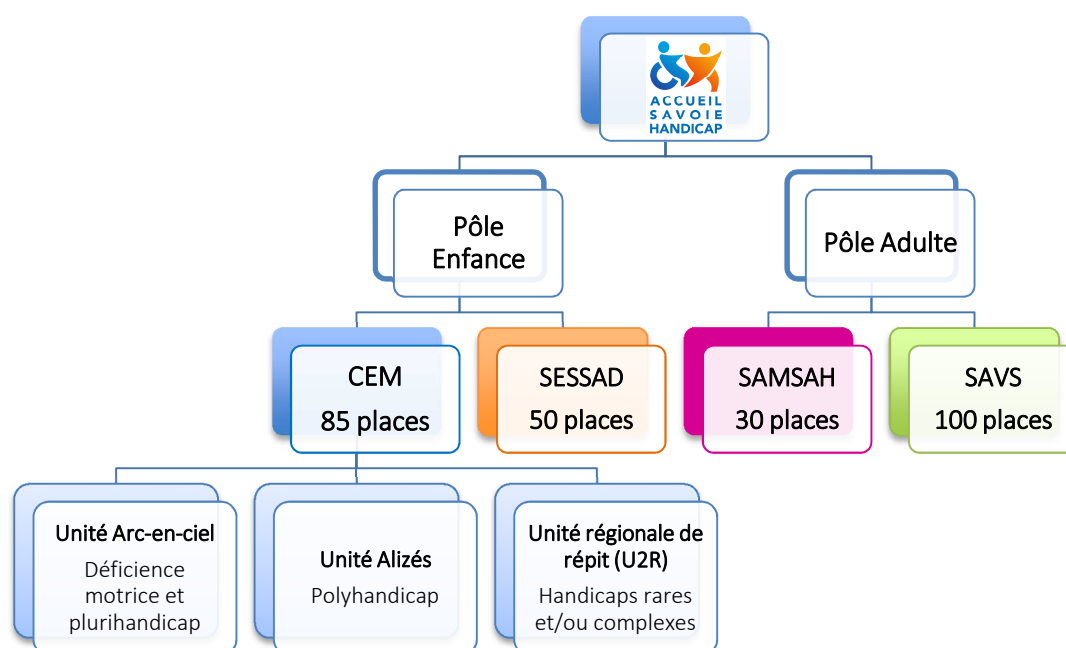 ACCUEIL
SAVOIE
HANDICAP
Pôle
Enfance
Pôle Adulte
CEM
85 places
SESSAD
50 places
SAMSAH
30 places
SAVS
100 places
Unité Arc-en-ciel
Déficience
motrice et
plurihandicap
Unité Alizés
Polyhandicap
Unité régionale de
répit (U2R)
Handicaps rares
et/ou complexes